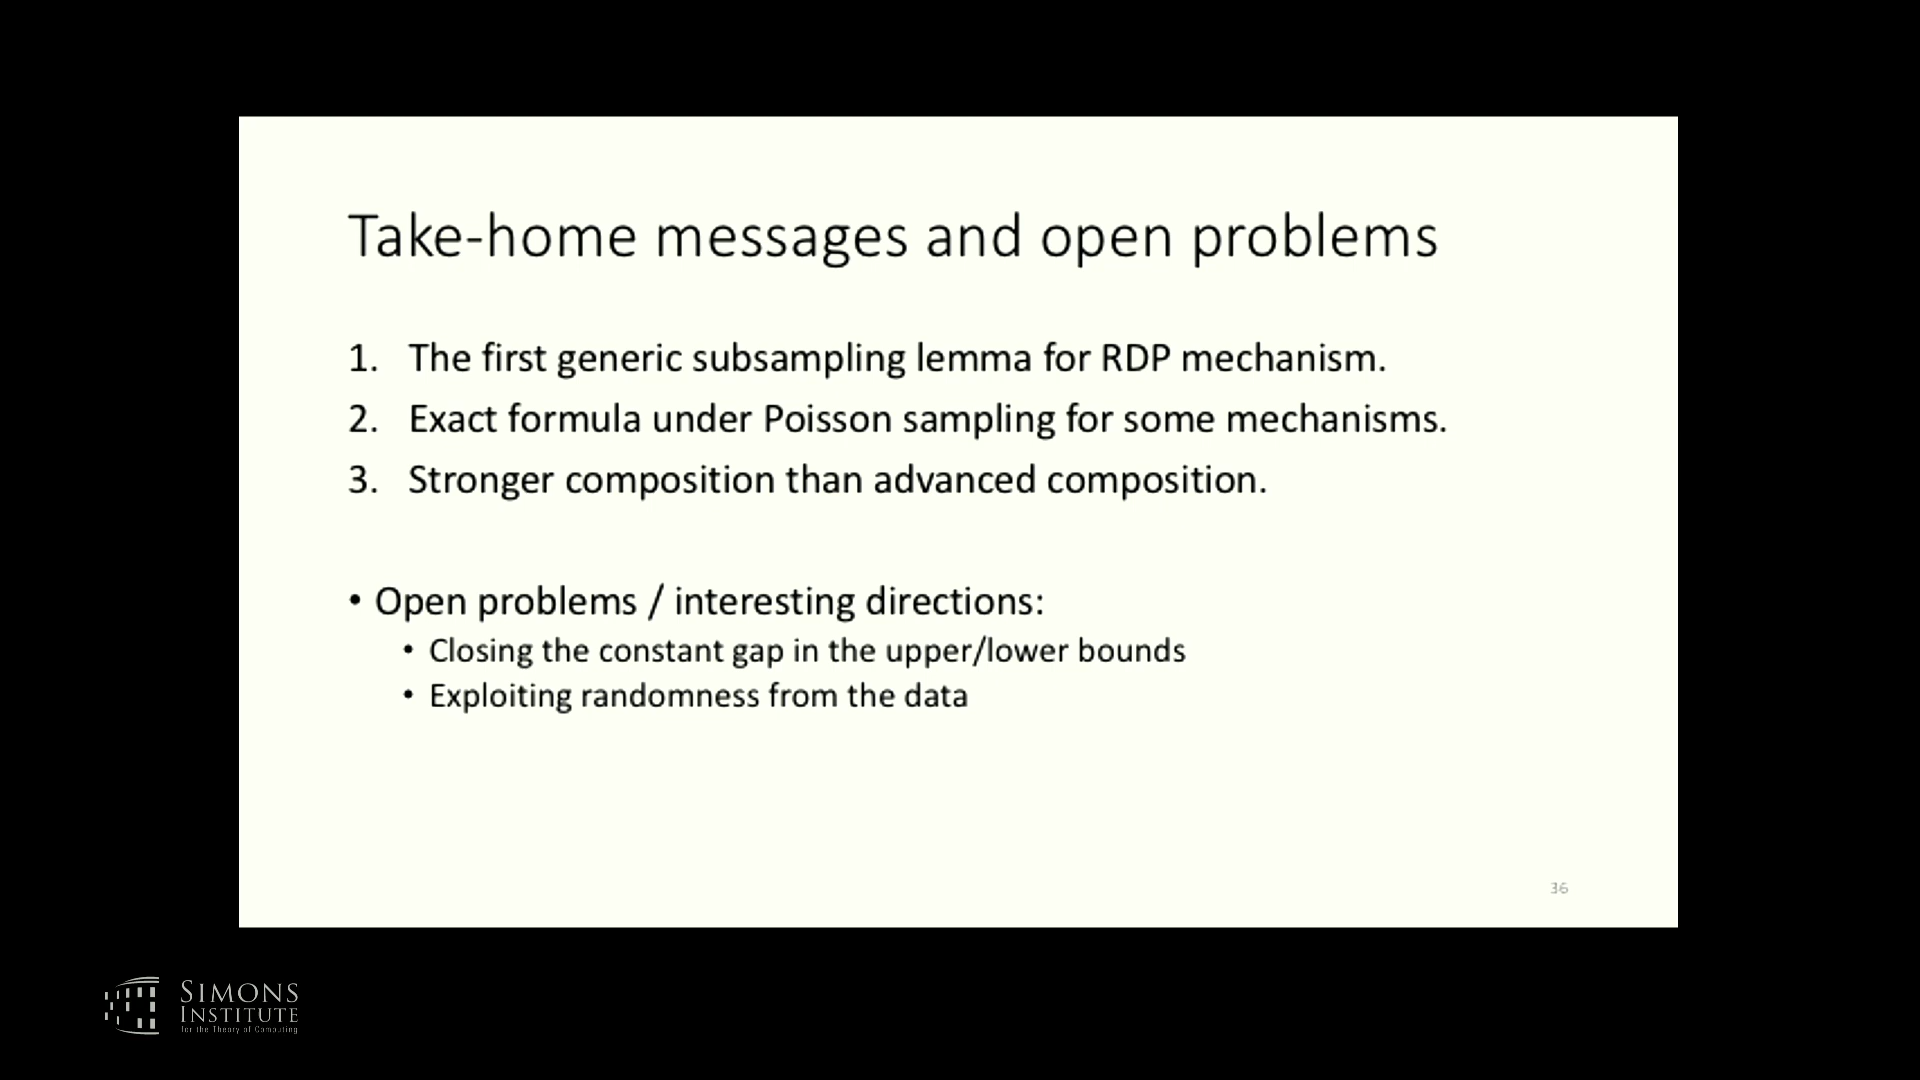 Take-home messages and open problems
1. The first generic subsampling lemma for RDP mechanism.
2. Exact formula under Poisson sampling for some mechanisms.
3. Stronger composition than advanced composition.
• Open problems / interesting directions:
• Closing the constant gap in the upper/lower bounds
• Exploiting randomness from the data
36
SIMONS
INSTITUTE
for the Theory of Computing